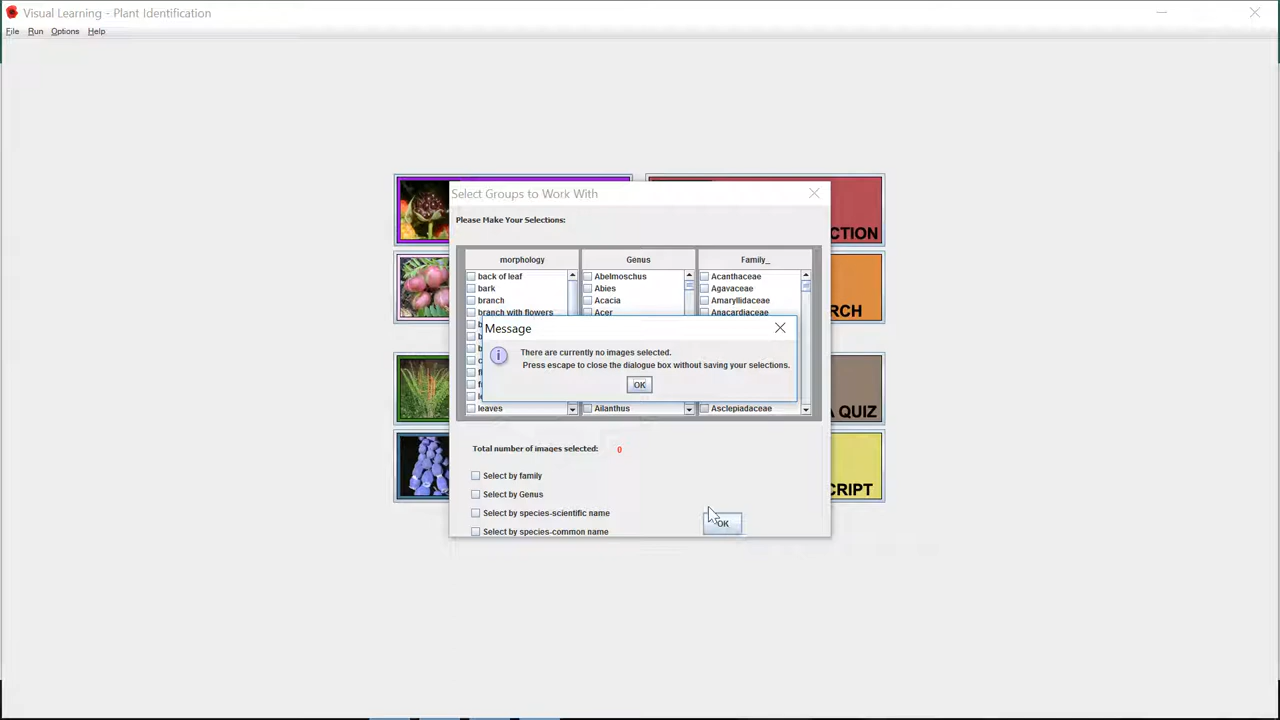 Visual Learning - Plant Identification
File Run Options Help
Select Groups to Work With
CTION
Please Make Your Selections:
morphology Genus Family_
back of leaf Abelmoschus Acanthaceae
bark Abies Agavaceae
branch Acacia Amaryllidaceae
branch with flowers Acer Anacardiaceae
RCH
Message
There are currently no images selected.
Press escape to close the dialogue box without saving your selections.
OK
leaves Ailanthus Asclepiadaceae
A QUIZ
Total number of images selected: 0
Select by family
Select by Genus
CRIPT
Select by species-scientific name
OK
Select by species-common name